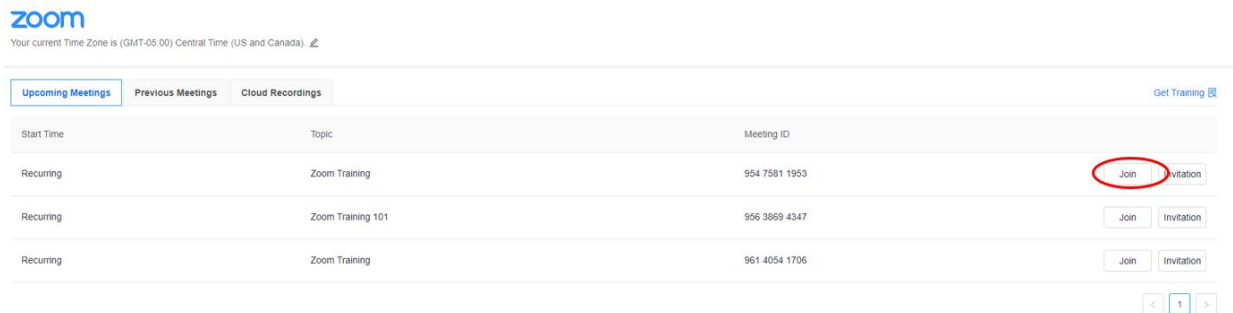 zoom
Your current Time Zone is (GMT-05:00) Central Time (US and Canada).
Upcoming Meetings Previous Meetings Cloud Recordings Get Training
Start Time Topic Meeting ID
Recurring Zoom Training 954 7581 1953 Join Invitation
Recurring Zoom Training 101 956 3869 4347 Join Invitation
Recurring Zoom Training 961 4054 1706 Join Invitation
< 1 >